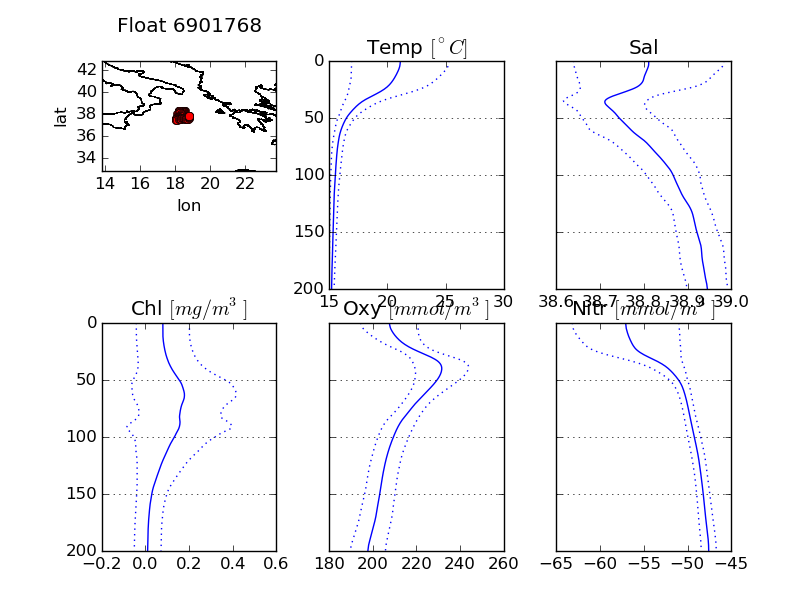 Float 6901768
Temp [°C]
Sal
lat
42
40
38
36
34
14 16 18 20 22
lon
0
50
100
150
200
15 20 25 30
38.6 38.7 38.8 38.9 39.0
Chl [mg/m³ ]
Oxy [mmol/m³ ]
Nitr [mmol/m³ ]
0
50
100
150
200
−0.2 0.0 0.2 0.4 0.6
180 200 220 240 260
−65 −60 −55 −50 −45